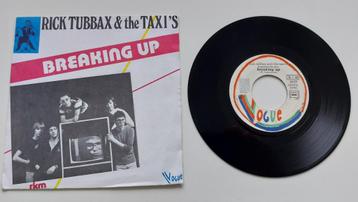 RICK TUBBAX & the TAXI'S
BREAKING UP
rkm
VOGUE
breaking up
VOGUE